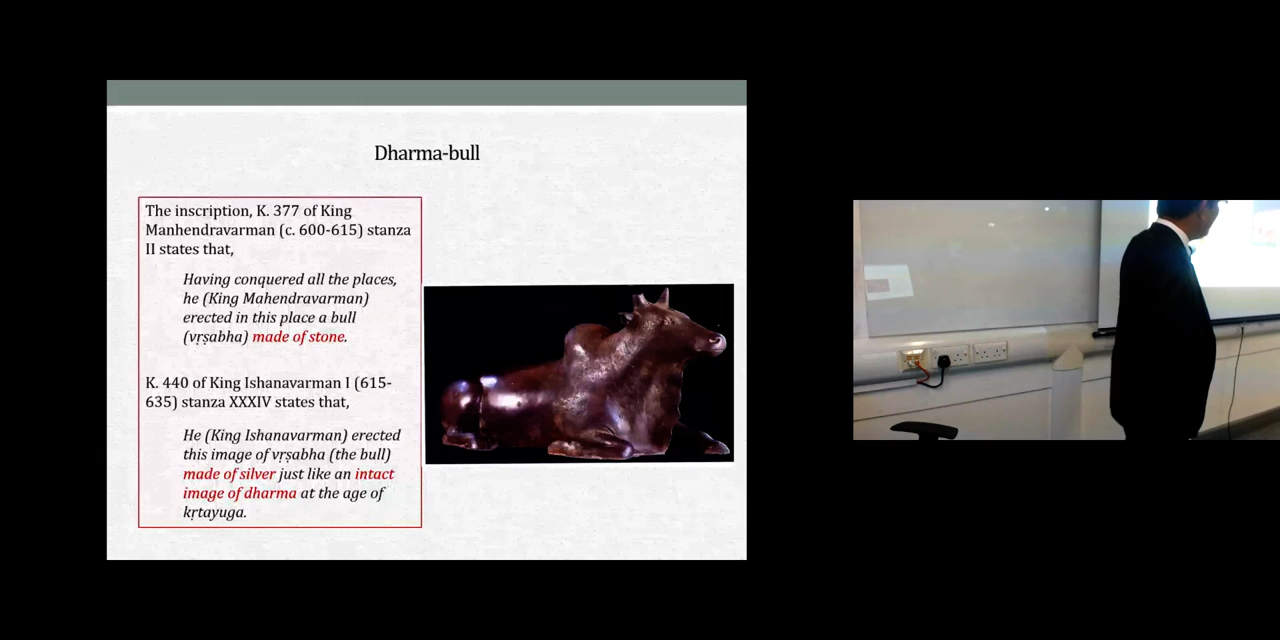 Dharma-bull
The inscription, K. 377 of King
Manhendravarman (c. 600-615) stanza
II states that,
Having conquered all the places,
he (King Mahendravarman)
erected in this place a bull
(vṛṣabha) made of stone.
K. 440 of King Ishanavarman I (615-
635) stanza XXXIV states that,
He (King Ishanavarman) erected
this image of vṛṣabha (the bull)
made of silver just like an intact
image of dharma at the age of
kṛtayuga.